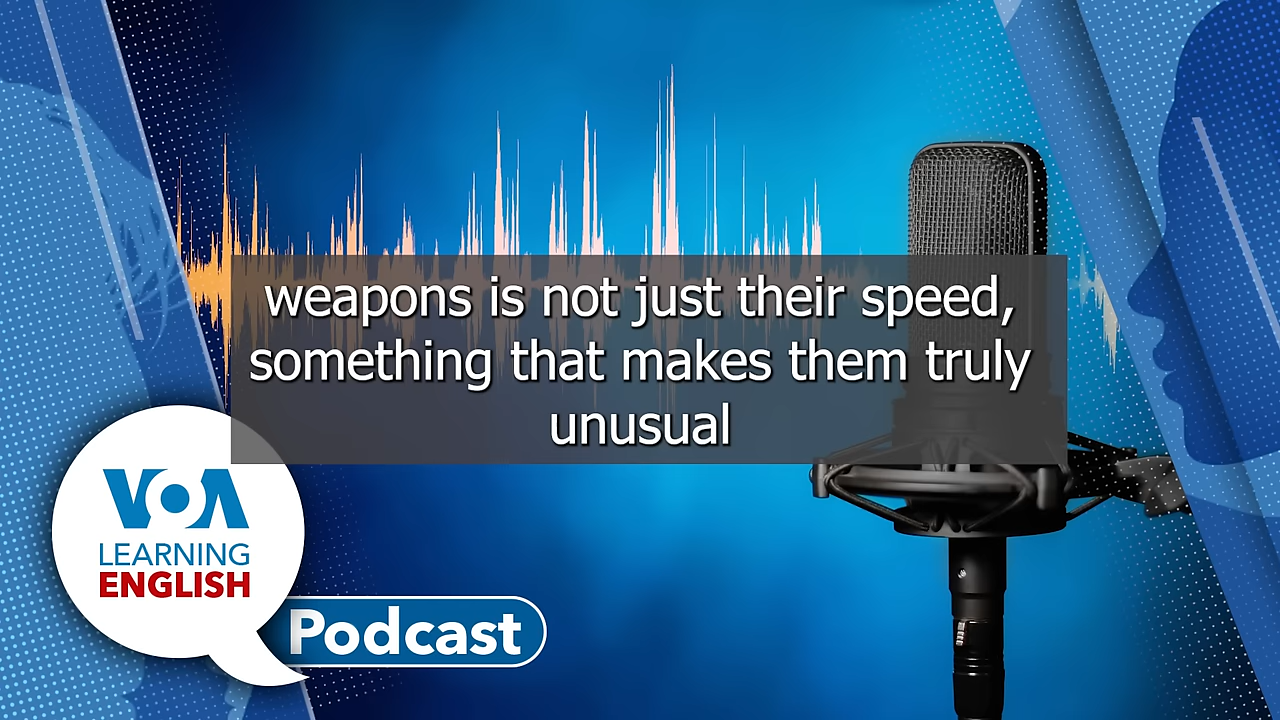 weapons is not just their speed,
something that makes them truly
unusual
VOA
LEARNING
ENGLISH
Podcast